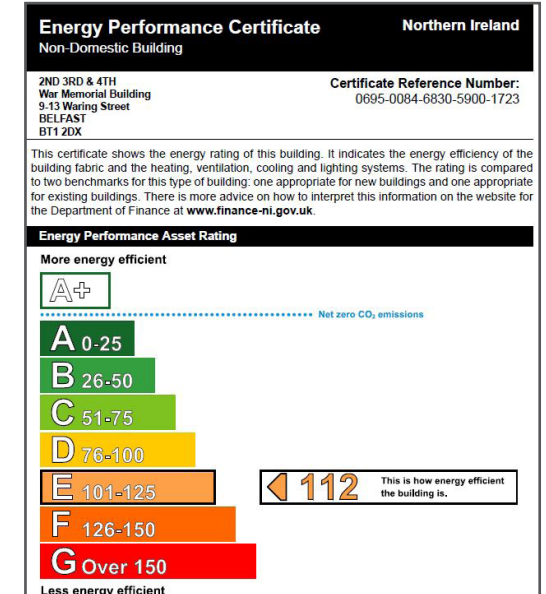 Energy Performance Certificate
Northern Ireland
Non-Domestic Building
2ND 3RD & 4TH
War Memorial Building
9-13 Waring Street
BELFAST
BT1 2DX
Certificate Reference Number:
0695-0084-6830-5900-1723
This certificate shows the energy rating of this building. It indicates the energy efficiency of the
building fabric and the heating, ventilation, cooling and lighting systems. The rating is compared
to two benchmarks for this type of building: one appropriate for new buildings and one appropriate
for existing buildings. There is more advice on how to interpret this information on the website for
the Department of Finance at www.finance-ni.gov.uk.
Energy Performance Asset Rating
More energy efficient
A+
Net zero CO₂ emissions
A 0-25
B 26-50
C 51-75
D 76-100
E 101-125
112
This is how energy efficient
the building is.
F 126-150
G Over 150
Less energy efficient